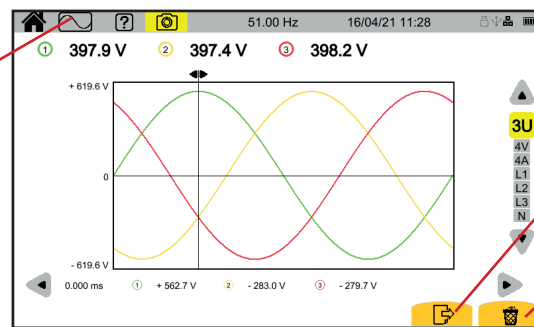 ? 51.00 Hz 16/04/21 11:28
1 397.9 V 2 397.4 V 3 398.2 V
+ 619.6 V
0
- 619.6 V
3U
4V
4A
L1
L2
L3
N
0.000 ms 1 + 562.7 V 2 - 283.0 V 3 - 279.7 V